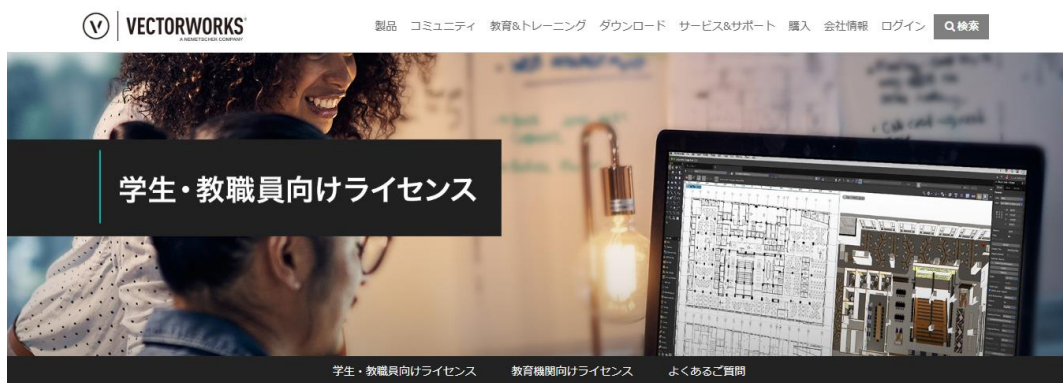 VECTORWORKS
A NEMETSCHEK COMPANY
製品 コミュニティ 教育&トレーニング ダウンロード サービス&サポート 購入 会社情報 ログイン 検索
学生・教職員向けライセンス
学生・教職員向けライセンス 教育機関向けライセンス よくあるご質問